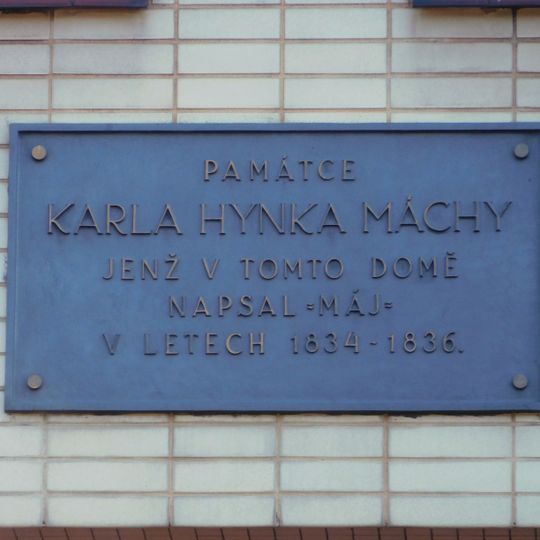 PAMÁTCE
KARLA HYNKA MÁCHY
JENŽ V TOMTO DOMĚ
NAPSAL =MÁJ=
V LETECH 1834-1836.